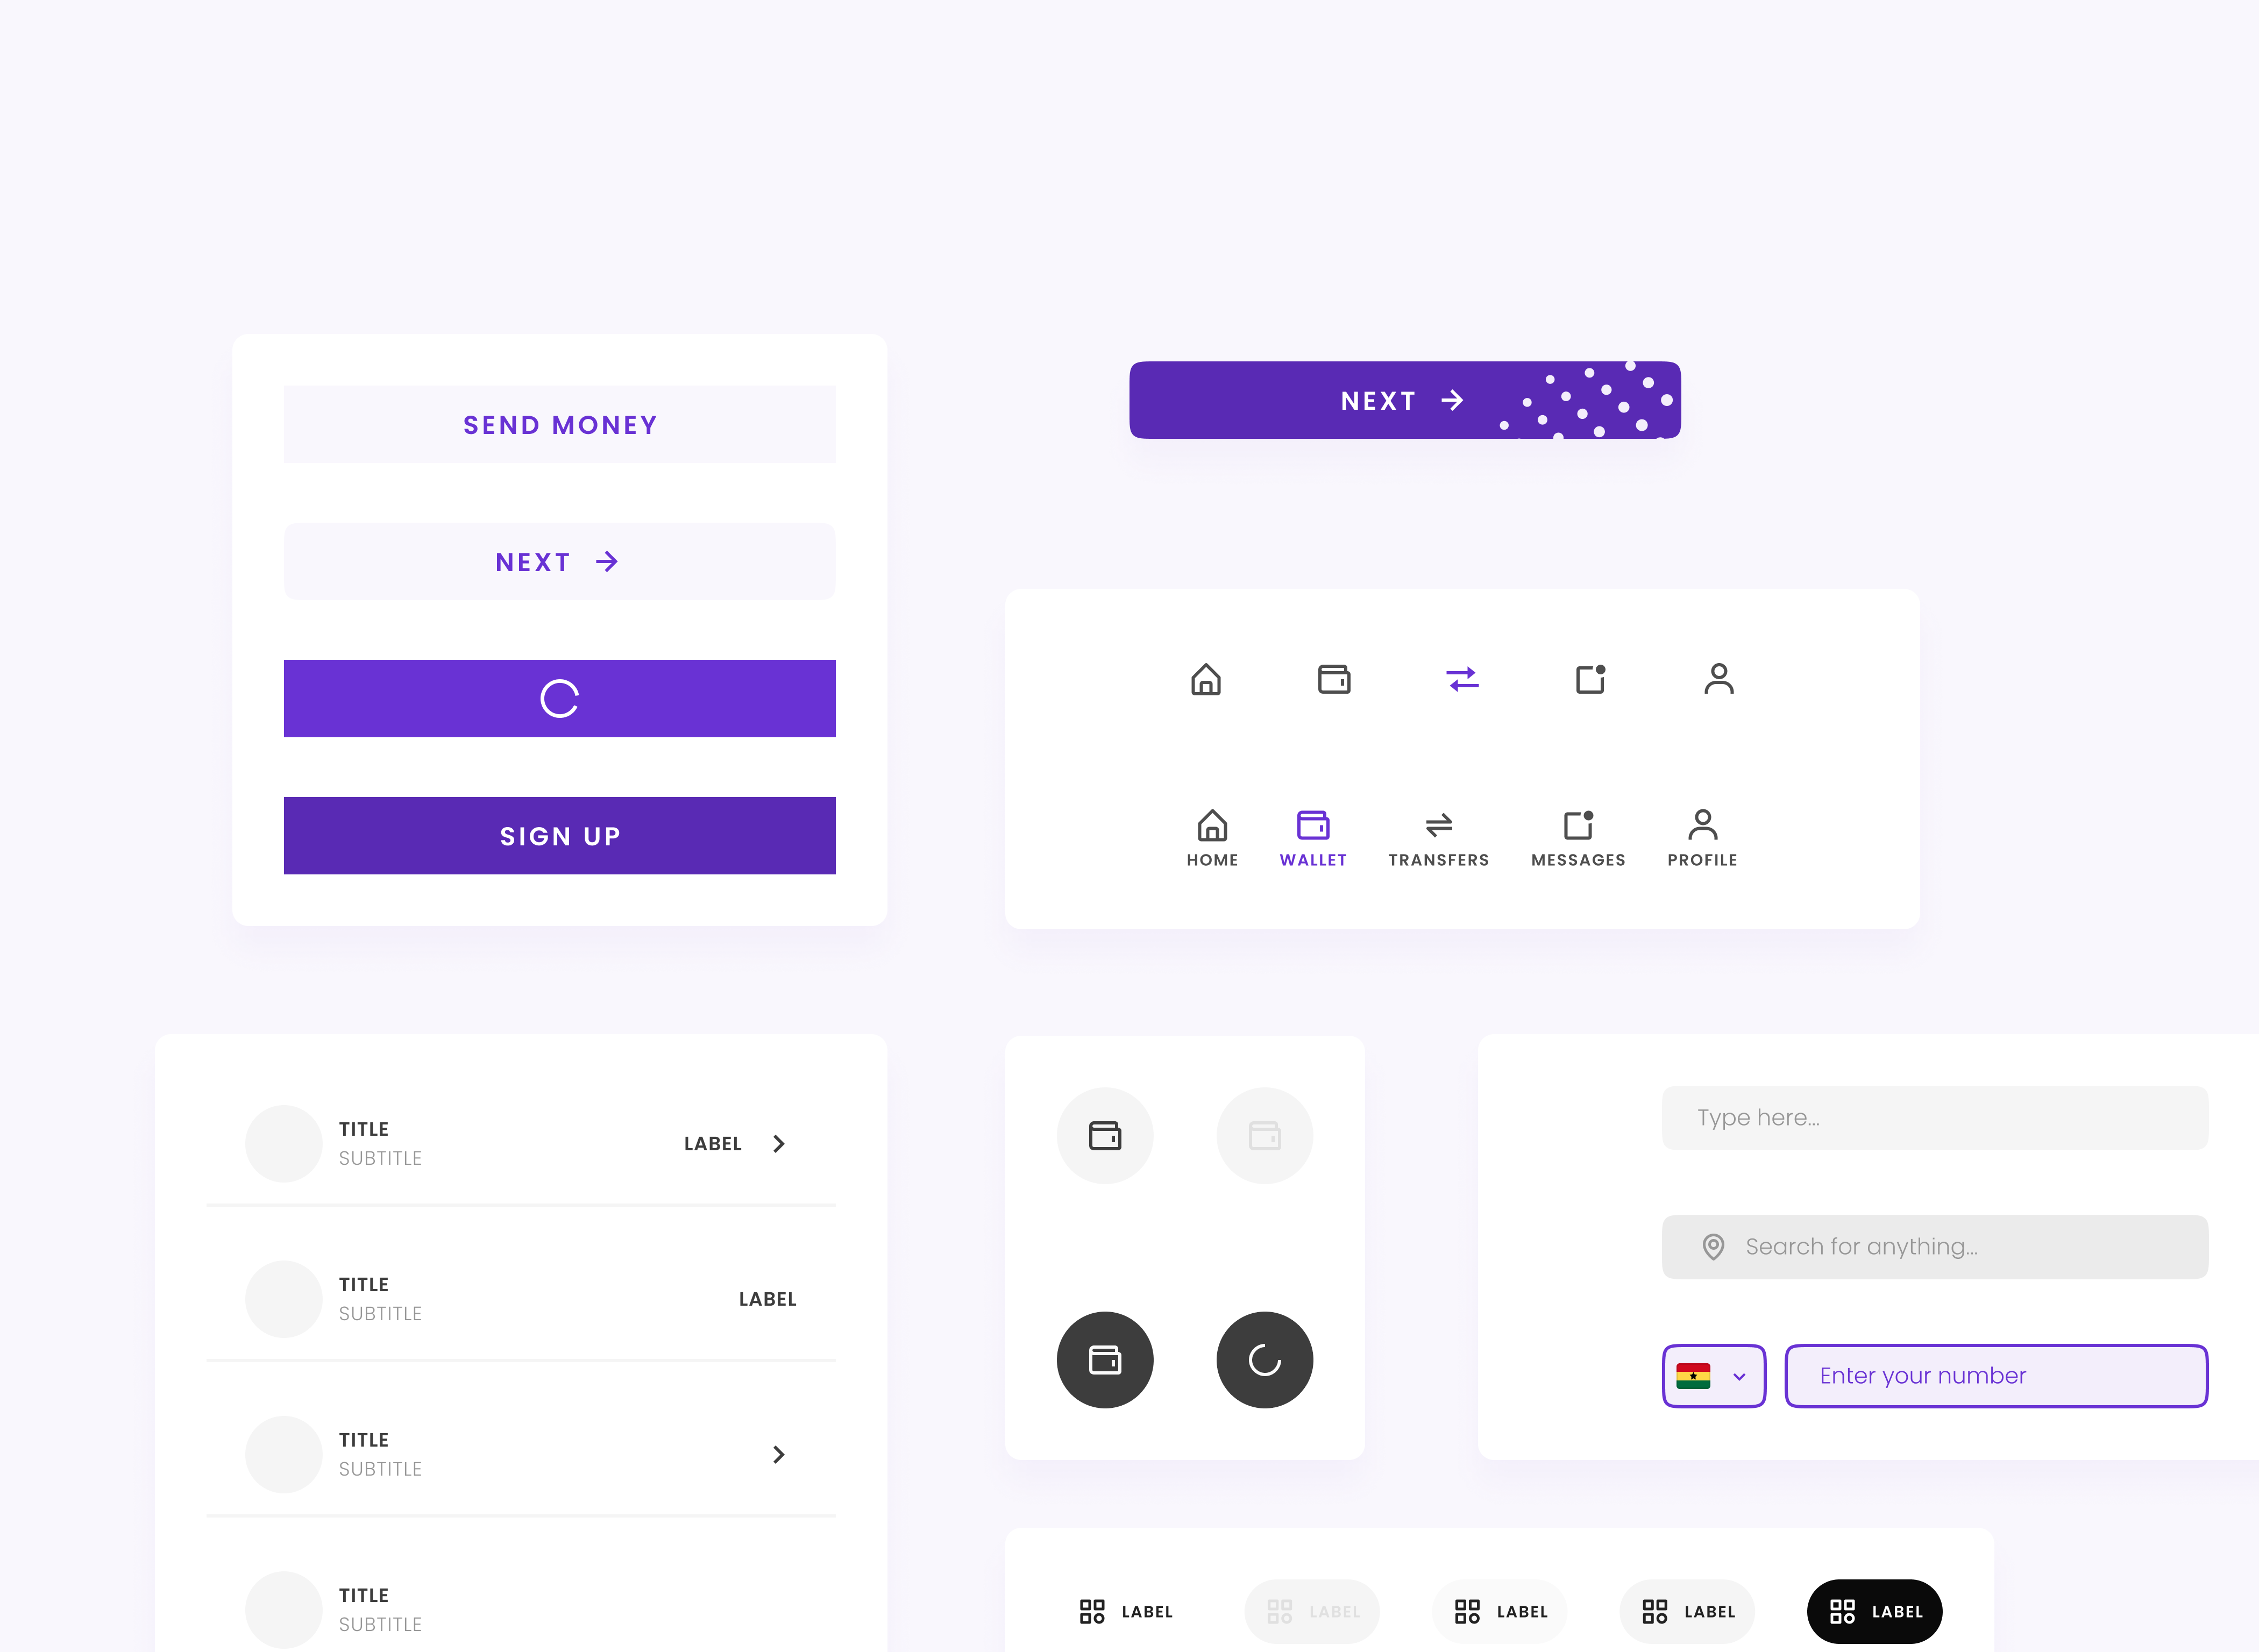 SEND MONEY
NEXT
SIGN UP
NEXT
HOME WALLET TRANSFERS MESSAGES PROFILE
TITLE
SUBTITLE
LABEL
TITLE
SUBTITLE
LABEL
TITLE
SUBTITLE
TITLE
SUBTITLE
Type here...
Search for anything...
Enter your number
LABEL LABEL LABEL LABEL LABEL